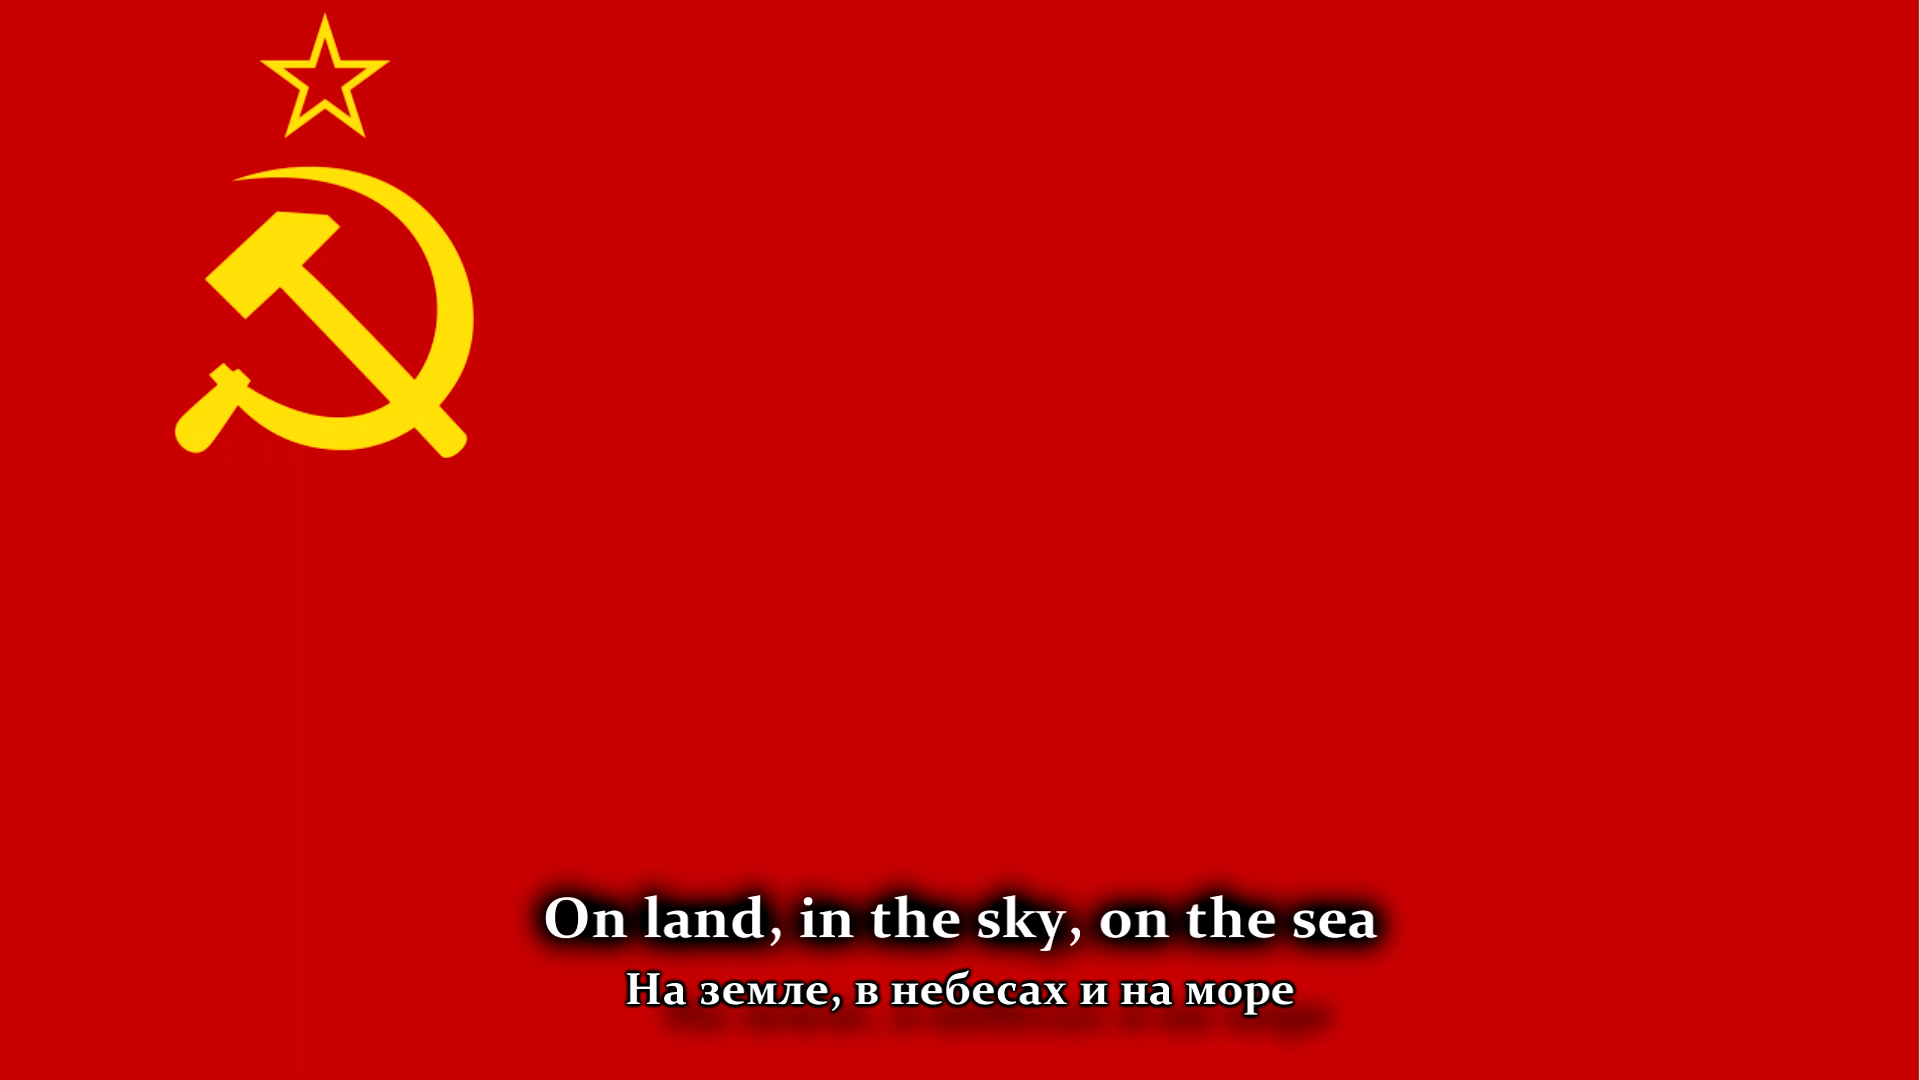 On land, in the sky, on the sea
На земле, в небесах и на море